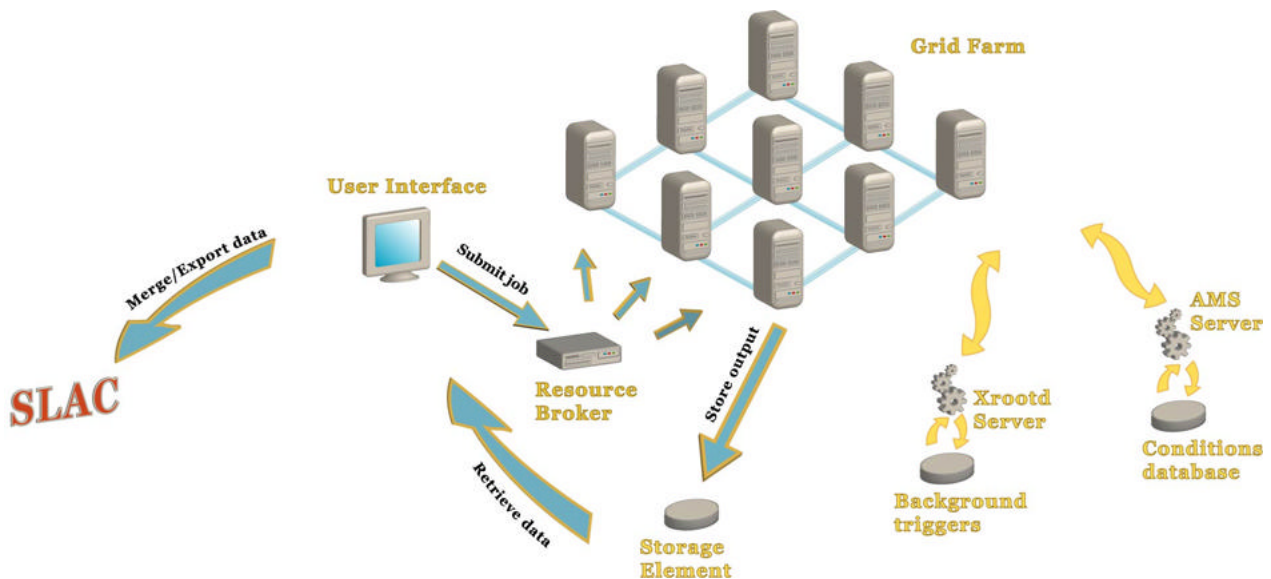 Grid Farm
User Interface
Merge/Export data
Submit job
AMS
Server
SLAC
Resource
Broker
Store output
Xrootd
Server
Conditions
database
Retrieve data
Background
triggers
Storage
Element